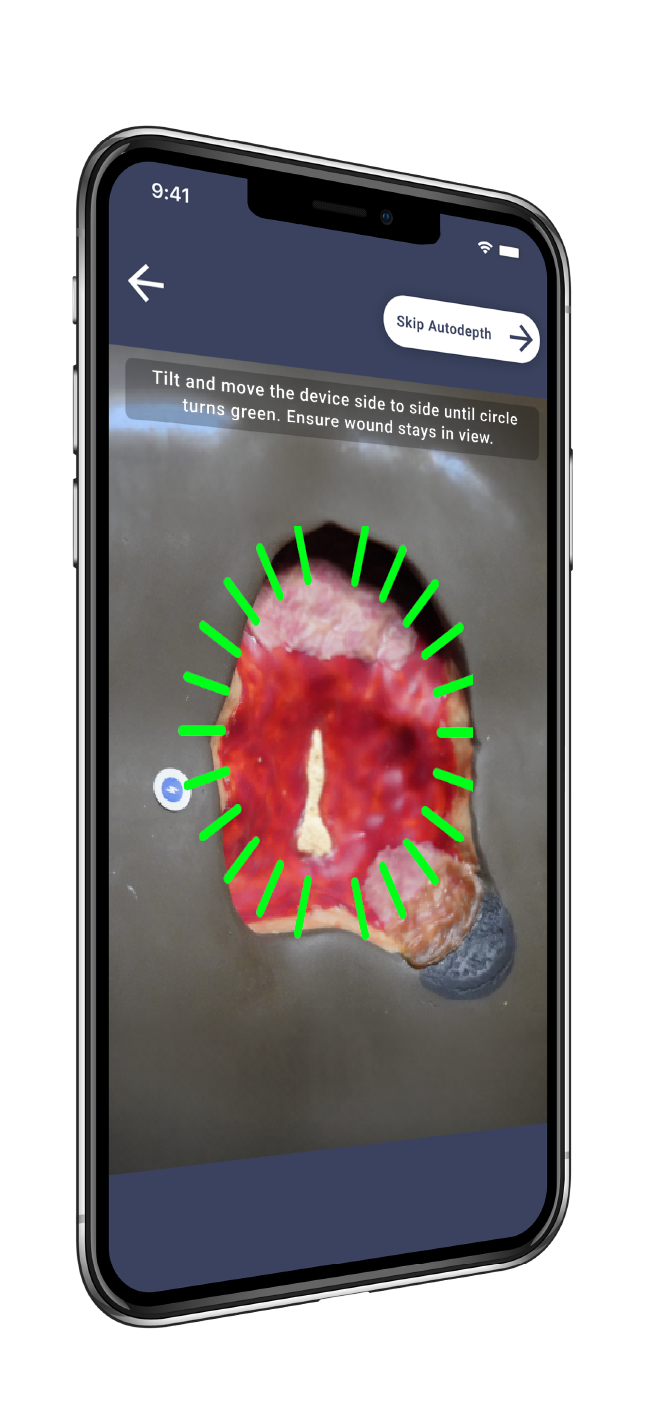 9:41
Skip Autodepth
Tilt and move the device side to side until circle
turns green. Ensure wound stays in view.